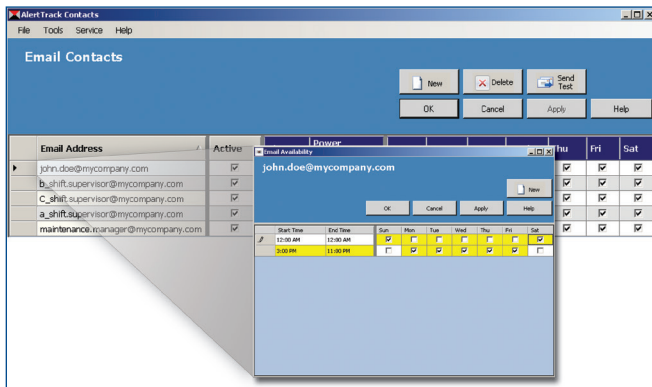 AlertTrack Contacts
File Tools Service Help
Email Contacts
New Delete Send Test
OK Cancel Apply Help
Email Address Active Power Thu Fri Sat
john.doe@mycompany.com
b_shift.supervisor@mycompany.com
C_shift.supervisor@mycompany.com
a_shift.supervisor@mycompany.com
maintenance.manager@mycompany.com
Email Availability
john.doe@mycompany.com
New
OK Cancel Apply Help
Start Time End Time Sun Mon Tue Wed Thu Fri Sat
12:00 AM 12:00 AM
3:00 PM 11:00 PM